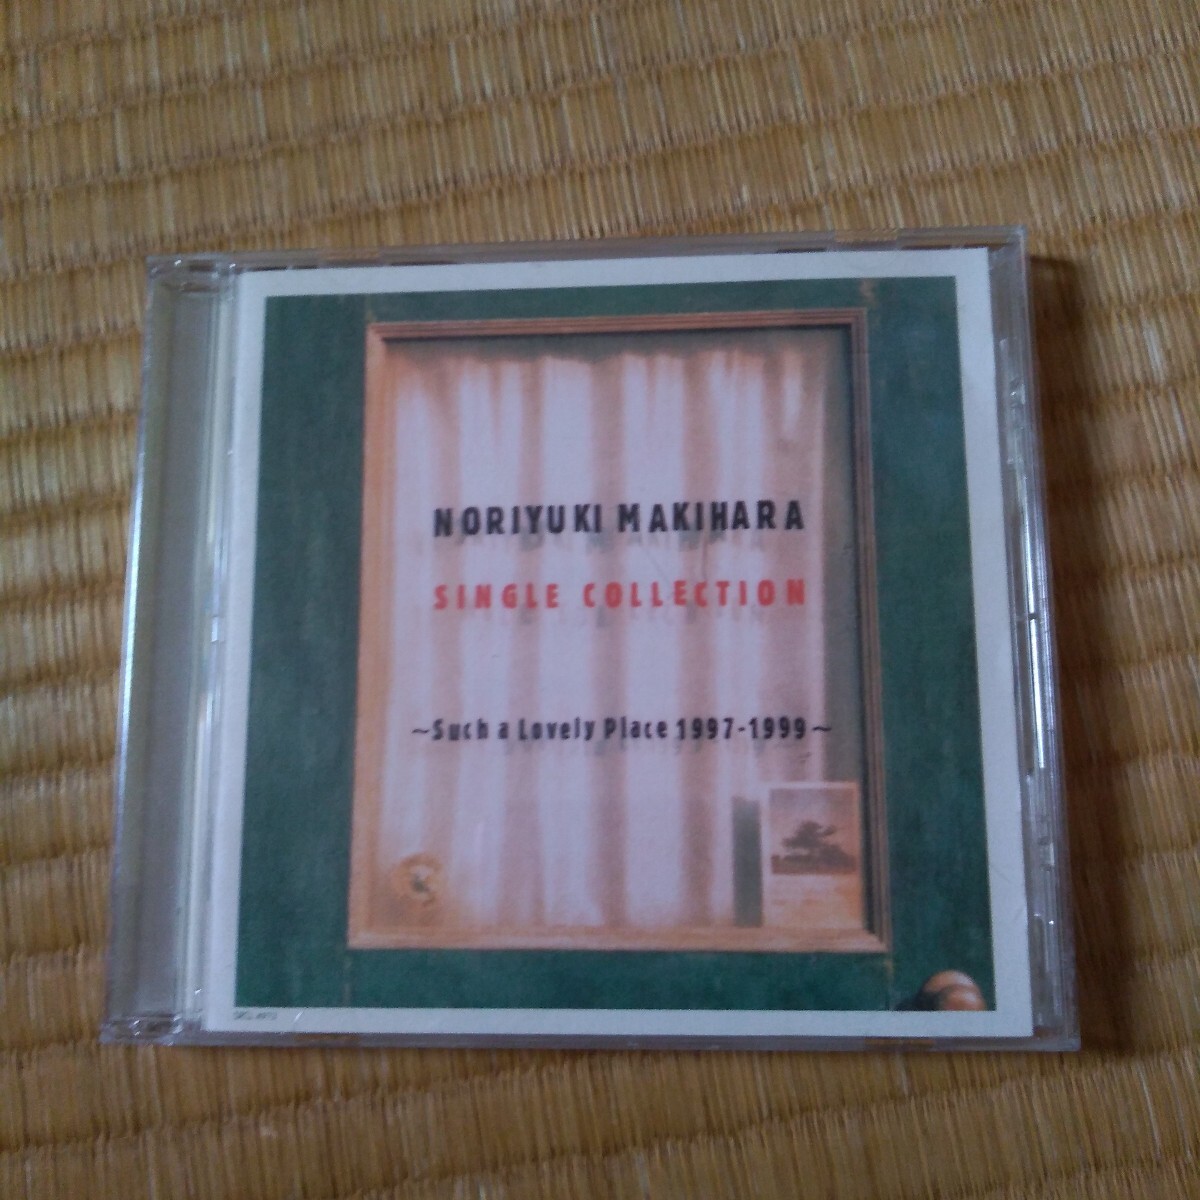 NORIYUKI MAKIHARA
SINGLE COLLECTION
~Such a Lovely Place 1997-1999~